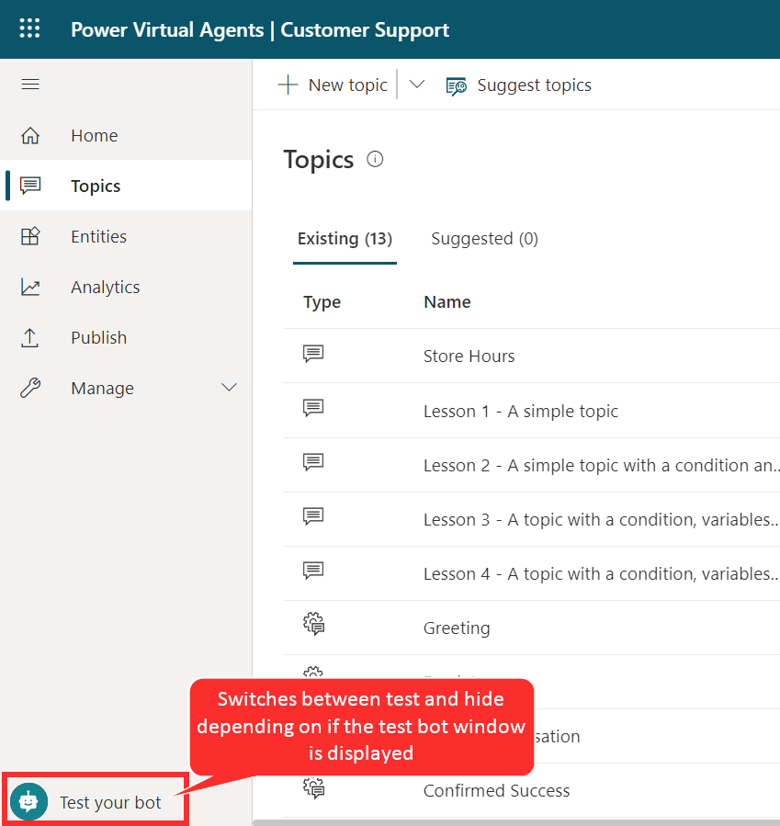 Power Virtual Agents | Customer Support
New topic
Suggest topics
Home
Topics
Entities
Analytics
Publish
Manage
Topics
Existing (13)
Suggested (0)
Type
Name
Store Hours
Lesson 1 - A simple topic
Lesson 2 - A simple topic with a condition an...
Lesson 3 - A topic with a condition, variables...
Lesson 4 - A topic with a condition, variables...
Greeting
Switches between test and hide
depending on if the test bot window
is displayed
Confirmed Success
Test your bot